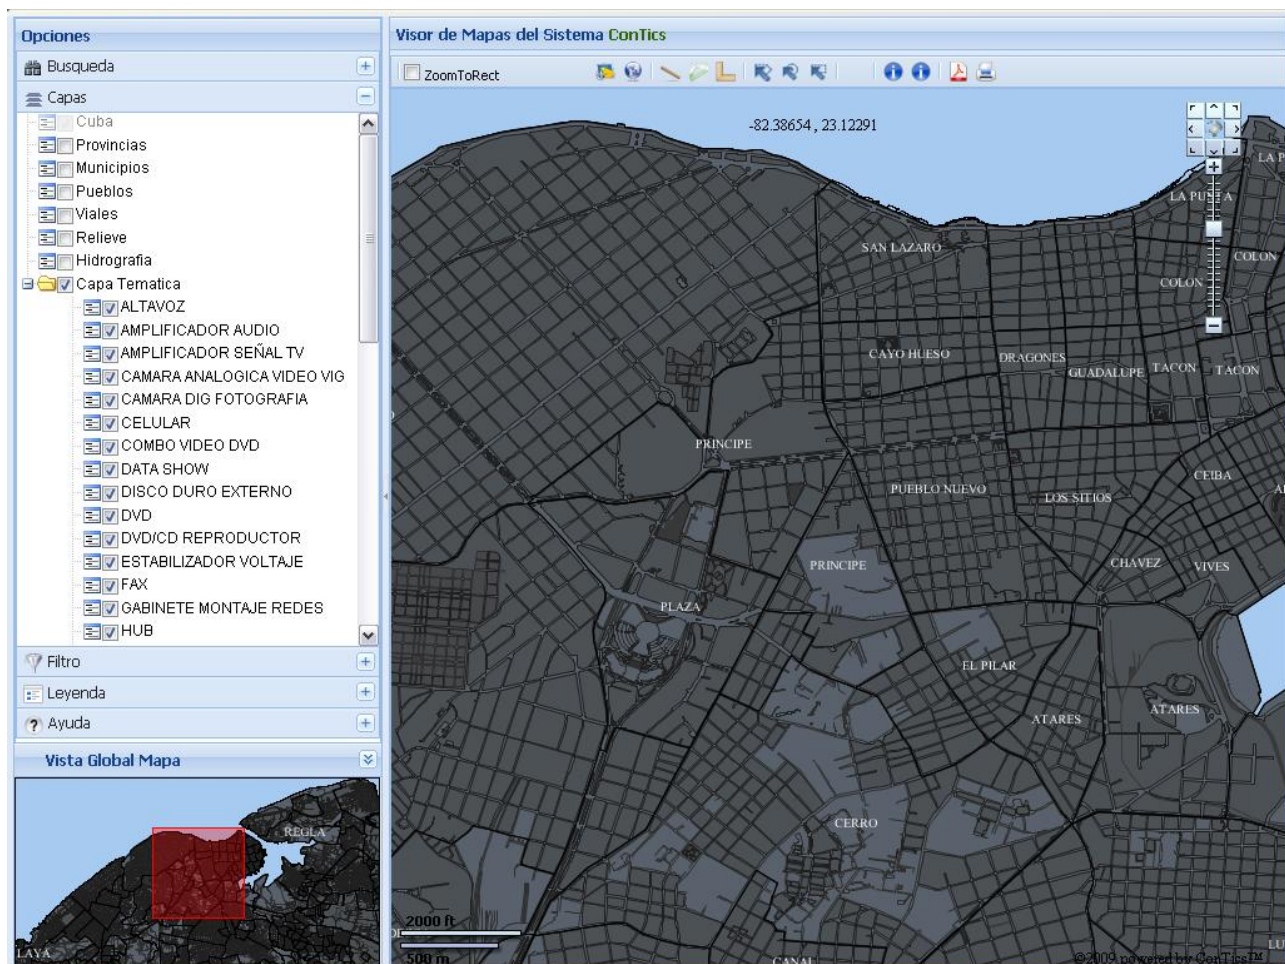 Opciones
Busqueda
Capas
Cuba
Provincias
Municipios
Pueblos
Viales
Relieve
Hidrografia
Capa Tematica
ALTAVOZ
AMPLIFICADOR AUDIO
AMPLIFICADOR SEÑAL TV
CAMARA ANALOGICA VIDEO VIG
CAMARA DIG FOTOGRAFIA
CELULAR
COMBO VIDEO DVD
DATA SHOW
DISCO DURO EXTERNO
DVD
DVD/CD REPRODUCTOR
ESTABILIZADOR VOLTAJE
FAX
GABINETE MONTAJE REDES
HUB
Filtro
Leyenda
Ayuda
Vista Global Mapa
REGLA
LAYA
Visor de Mapas del Sistema ConTics
ZoomToRect
-82.38654 , 23.12291
LA P
LA PUNTA
SAN LAZARO
COLON
COLON
CAYO HUESO
DRAGONES
GUADALUPE
TACON
TACON
PRINCIPE
CEIBA
PUEBLO NUEVO
LOS SITIOS
PRINCIPE
CHAVEZ
VIVES
PLAZA
EL PILAR
ATARES
ATARES
CERRO
2000 ft
500 m
CANAL
LU
©2009 powered by ConTics™